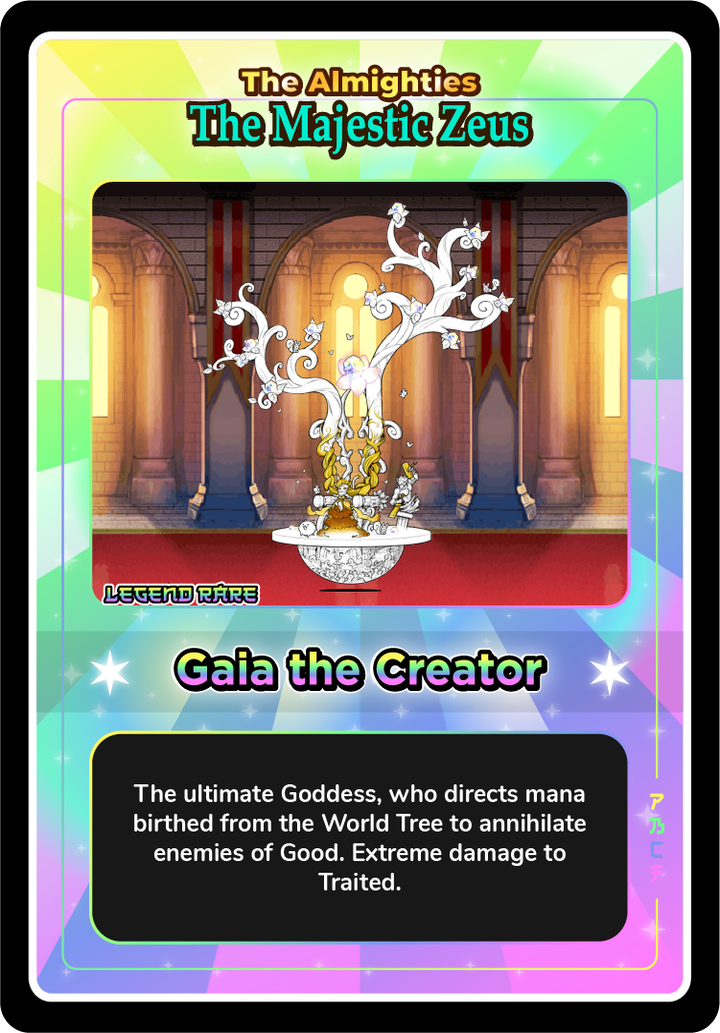 The Almighties
The Majestic Zeus
LEGEND RARE
Gaia the Creator
The ultimate Goddess, who directs mana
birthed from the World Tree to annihilate
enemies of Good. Extreme damage to
Traited.